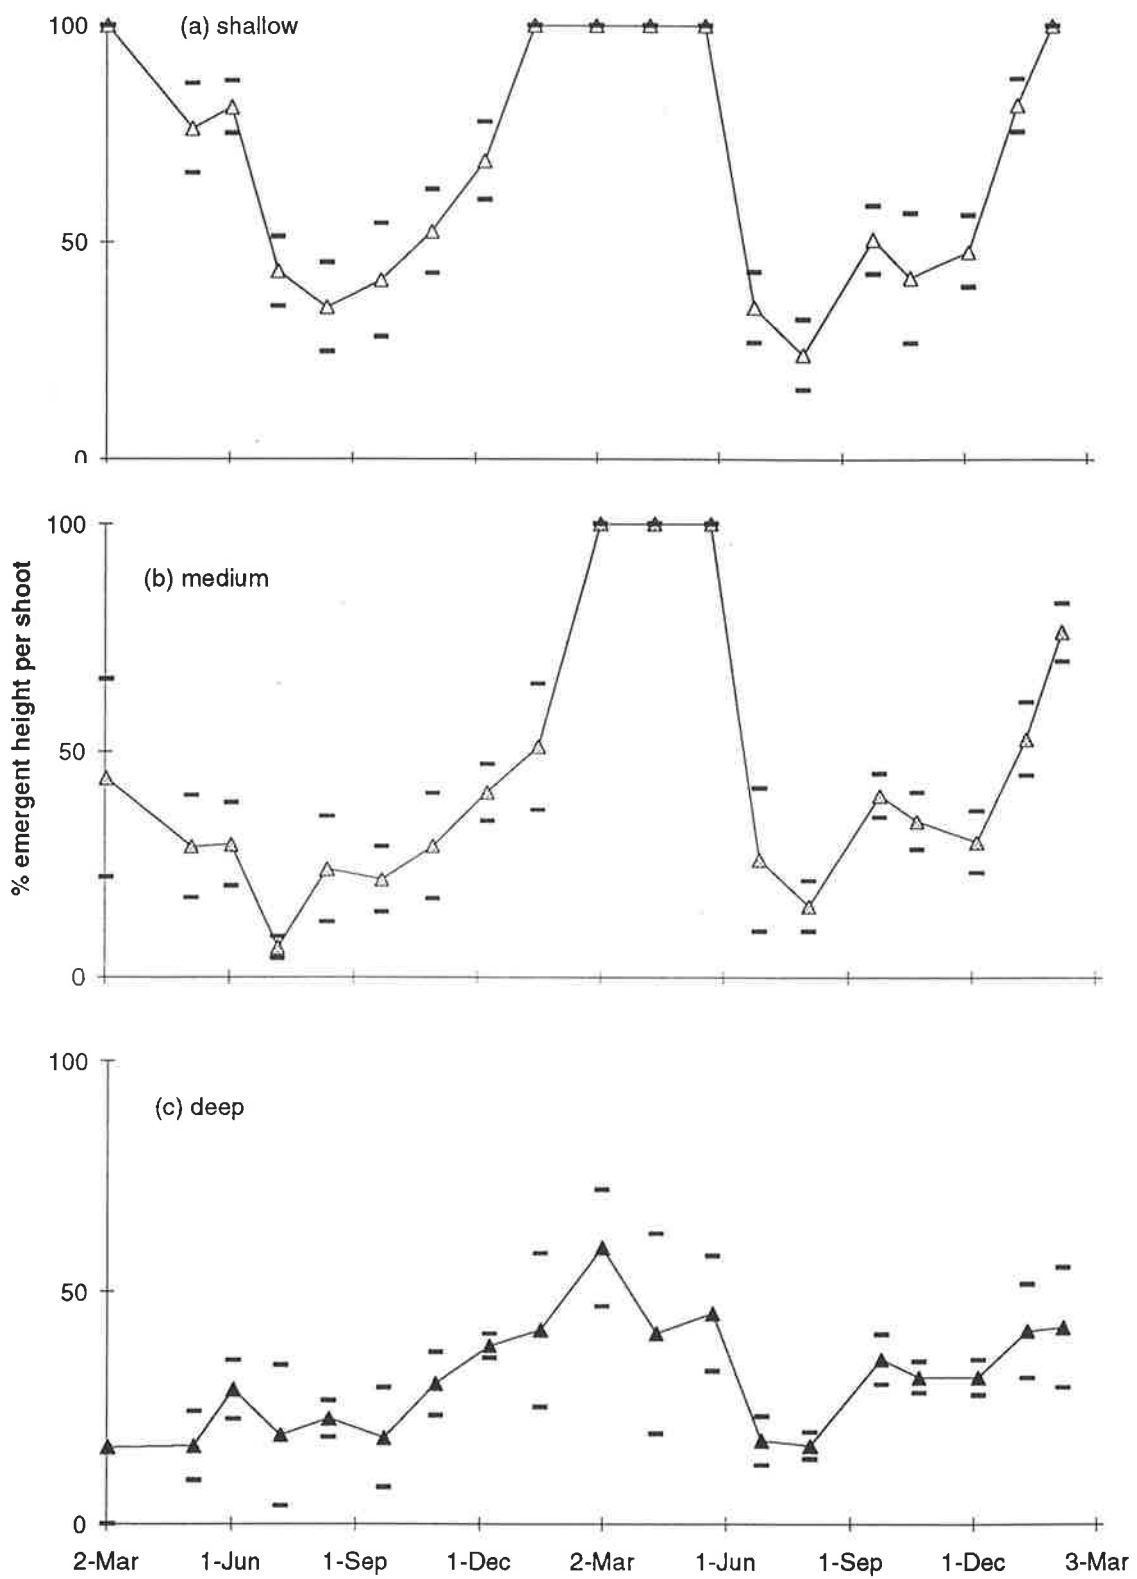 100
(a) shallow
50
0
% emergent height per shoot
100
(b) medium
50
0
100
(c) deep
50
0
2-Mar 1-Jun 1-Sep 1-Dec 2-Mar 1-Jun 1-Sep 1-Dec 3-Mar